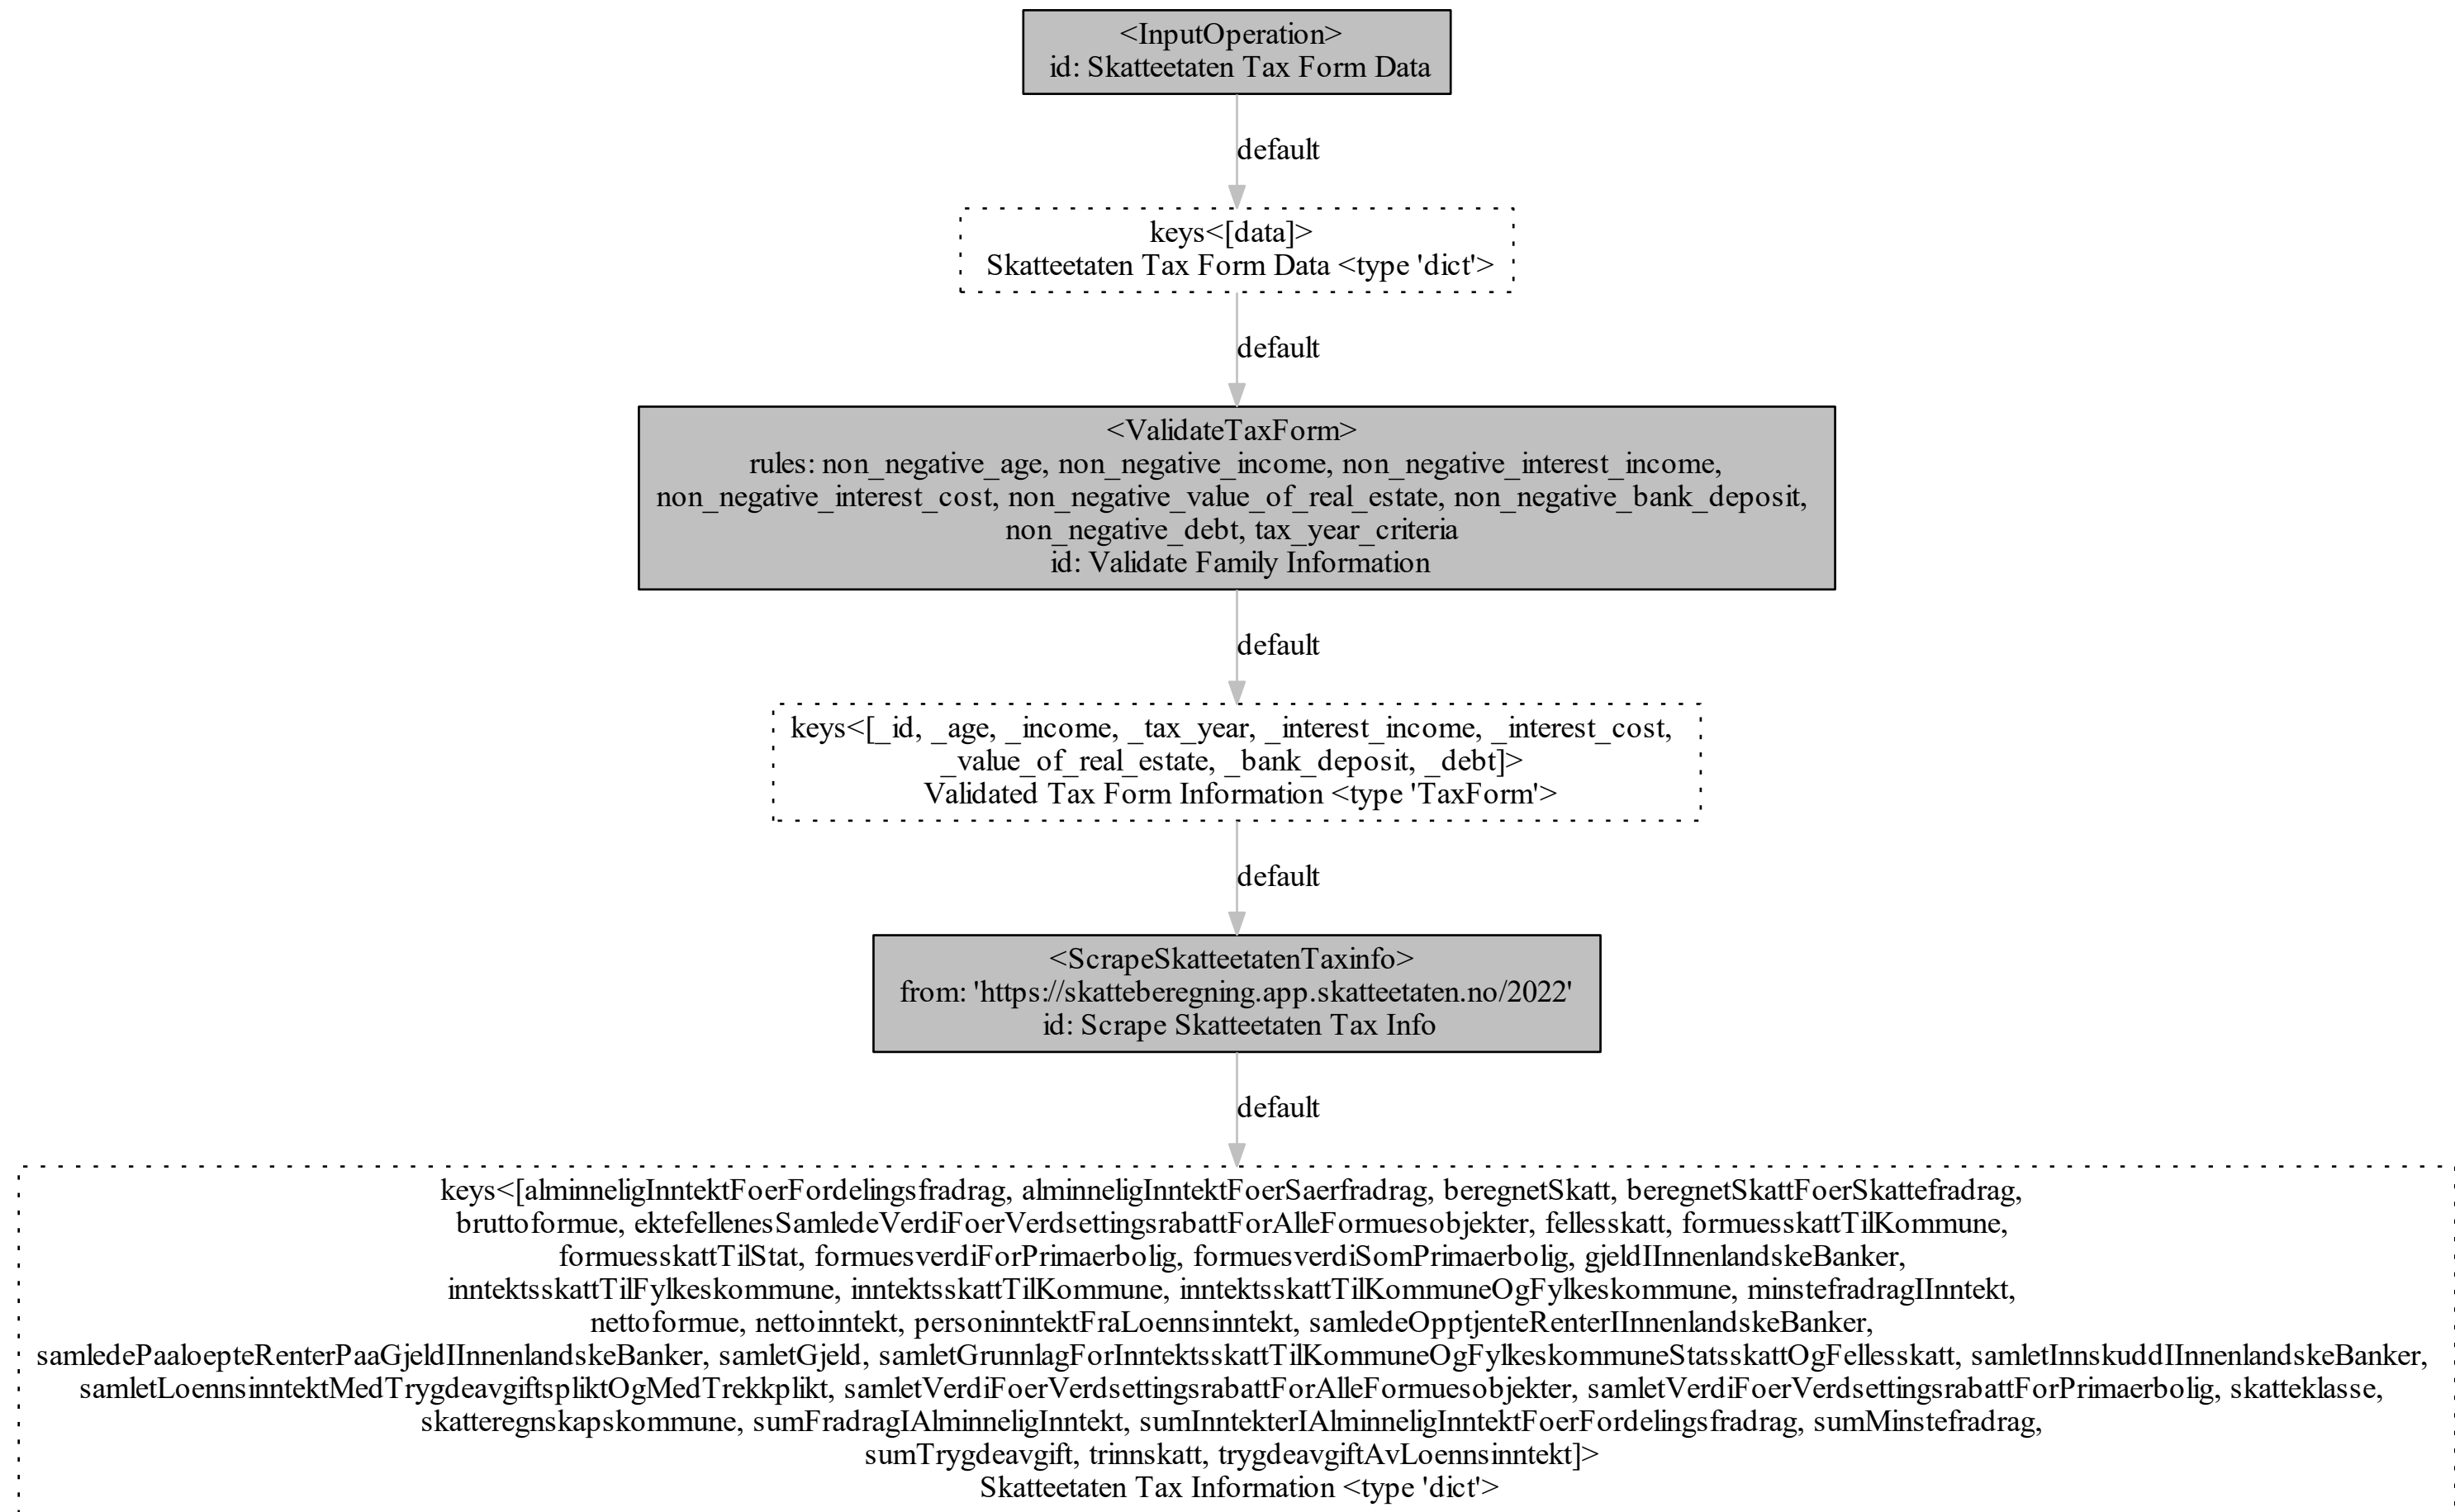 <InputOperation>
id: Skatteetaten Tax Form Data
default
keys<[data]>
Skatteetaten Tax Form Data <type 'dict'>
default
<ValidateTaxForm>
rules: non_negative_age, non_negative_income, non_negative_interest_income,
non_negative_interest_cost, non_negative_value_of_real_estate, non_negative_bank_deposit,
non_negative_debt, tax_year_criteria
id: Validate Family Information
default
keys<[_id, _age, _income, _tax_year, _interest_income, _interest_cost,
_value_of_real_estate, _bank_deposit, _debt]>
Validated Tax Form Information <type 'TaxForm'>
default
<ScrapeSkatteetatenTaxinfo>
from: 'https://skatteberegning.app.skatteetaten.no/2022'
id: Scrape Skatteetaten Tax Info
default
keys<[alminneligInntektFoerFordelingsfradrag, alminneligInntektFoerSaerfradrag, beregnetSkatt, beregnetSkattFoerSkattefradrag,
bruttoformue, ektefellenesSamledeVerdiFoerVerdsettingsrabattForAlleFormuesobjekter, fellesskatt, formuesskattTilKommune,
formuesskattTilStat, formuesverdiForPrimaerbolig, formuesverdiSomPrimaerbolig, gjeldIInnenlandskeBanker,
inntektsskattTilFylkeskommune, inntektsskattTilKommune, inntektsskattTilKommuneOgFylkeskommune, minstefradragIInntekt,
nettoformue, nettoinntekt, personinntektFraLoennsinntekt, samledeOpptjenteRenterIInnenlandskeBanker,
samledePaaloepteRenterPaaGjeldIInnenlandskeBanker, samletGjeld, samletGrunnlagForInntektsskattTilKommuneOgFylkeskommuneStatsskattOgFellesskatt, samletInnskuddIInnenlandskeBanker,
samletLoennsinntektMedTrygdeavgiftspliktOgMedTrekkplikt, samletVerdiFoerVerdsettingsrabattForAlleFormuesobjekter, samletVerdiFoerVerdsettingsrabattForPrimaerbolig, skatteklasse,
skatteregnskapskommune, sumFradragIAlminneligInntekt, sumInntekterIAlminneligInntektFoerFordelingsfradrag, sumMinstefradrag,
sumTrygdeavgift, trinnskatt, trygdeavgiftAvLoennsinntekt]>
Skatteetaten Tax Information <type 'dict'>